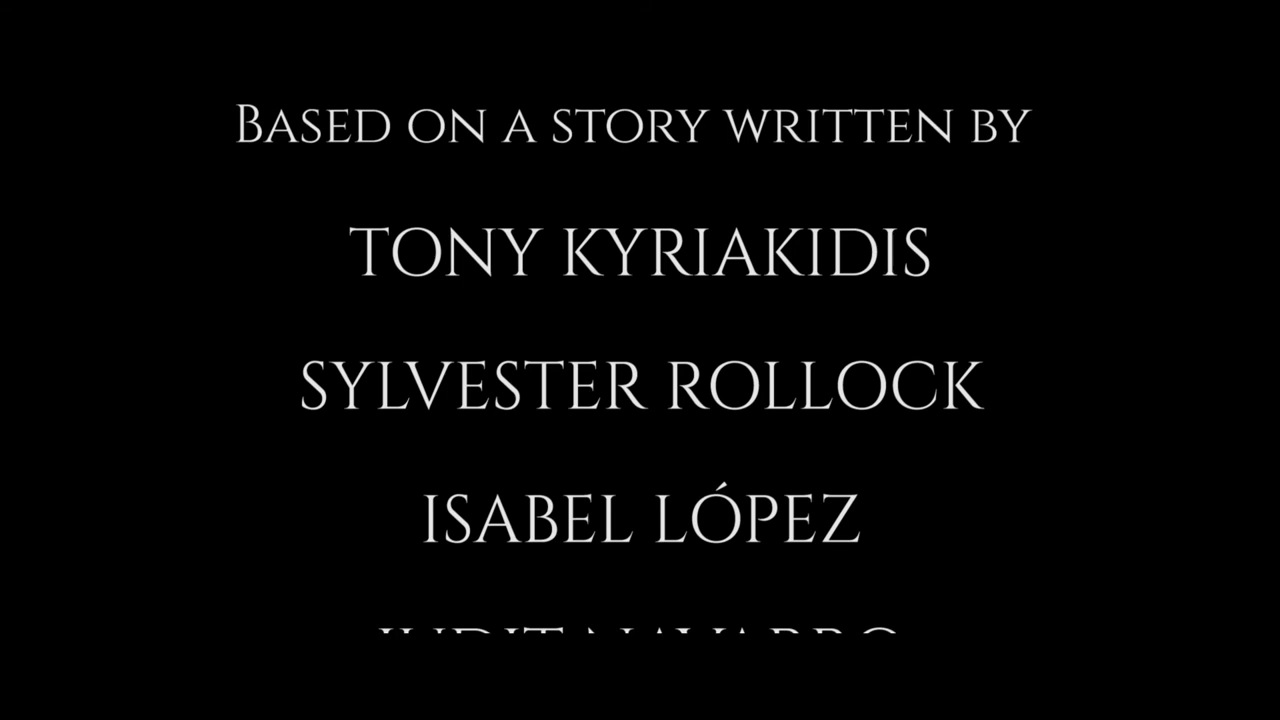 Based on a story written by
TONY KYRIAKIDIS
SYLVESTER ROLLOCK
ISABEL LÓPEZ